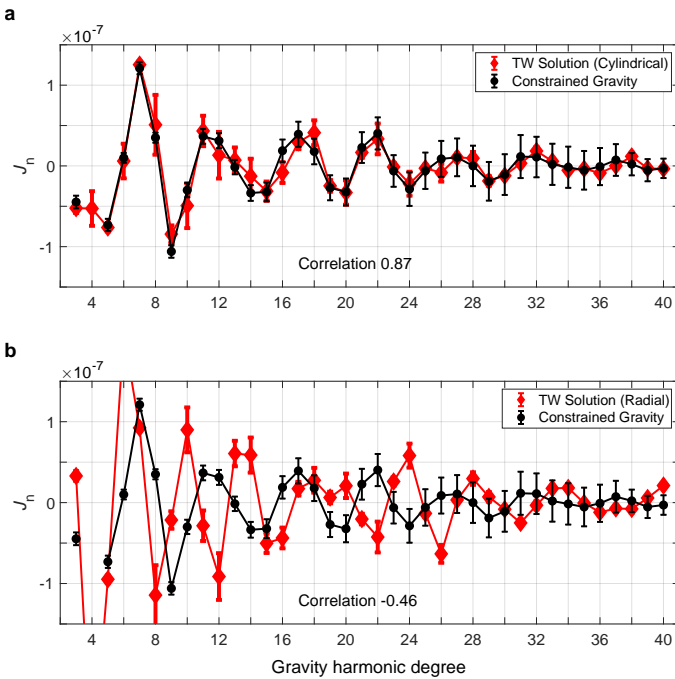 a
×10⁻⁷
TW Solution (Cylindrical)
Constrained Gravity
1
0
-1
Jn
Correlation 0.87
4 8 12 16 20 24 28 32 36 40
b
×10⁻⁷
TW Solution (Radial)
Constrained Gravity
1
0
-1
Jn
Correlation -0.46
4 8 12 16 20 24 28 32 36 40
Gravity harmonic degree